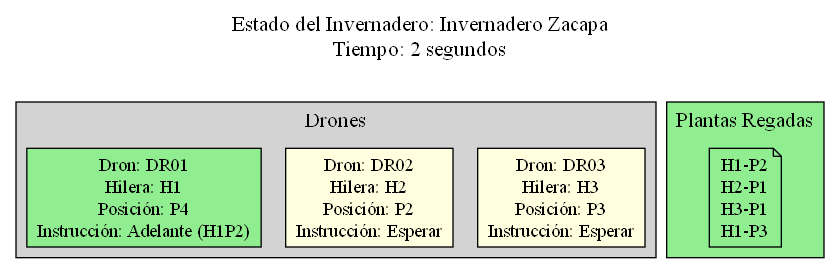 Estado del Invernadero: Invernadero Zacapa
Tiempo: 2 segundos
Drones
Dron: DR01
Hilera: H1
Posición: P4
Instrucción: Adelante (H1P2)
Dron: DR02
Hilera: H2
Posición: P2
Instrucción: Esperar
Dron: DR03
Hilera: H3
Posición: P3
Instrucción: Esperar
Plantas Regadas
H1-P2
H2-P1
H3-P1
H1-P3